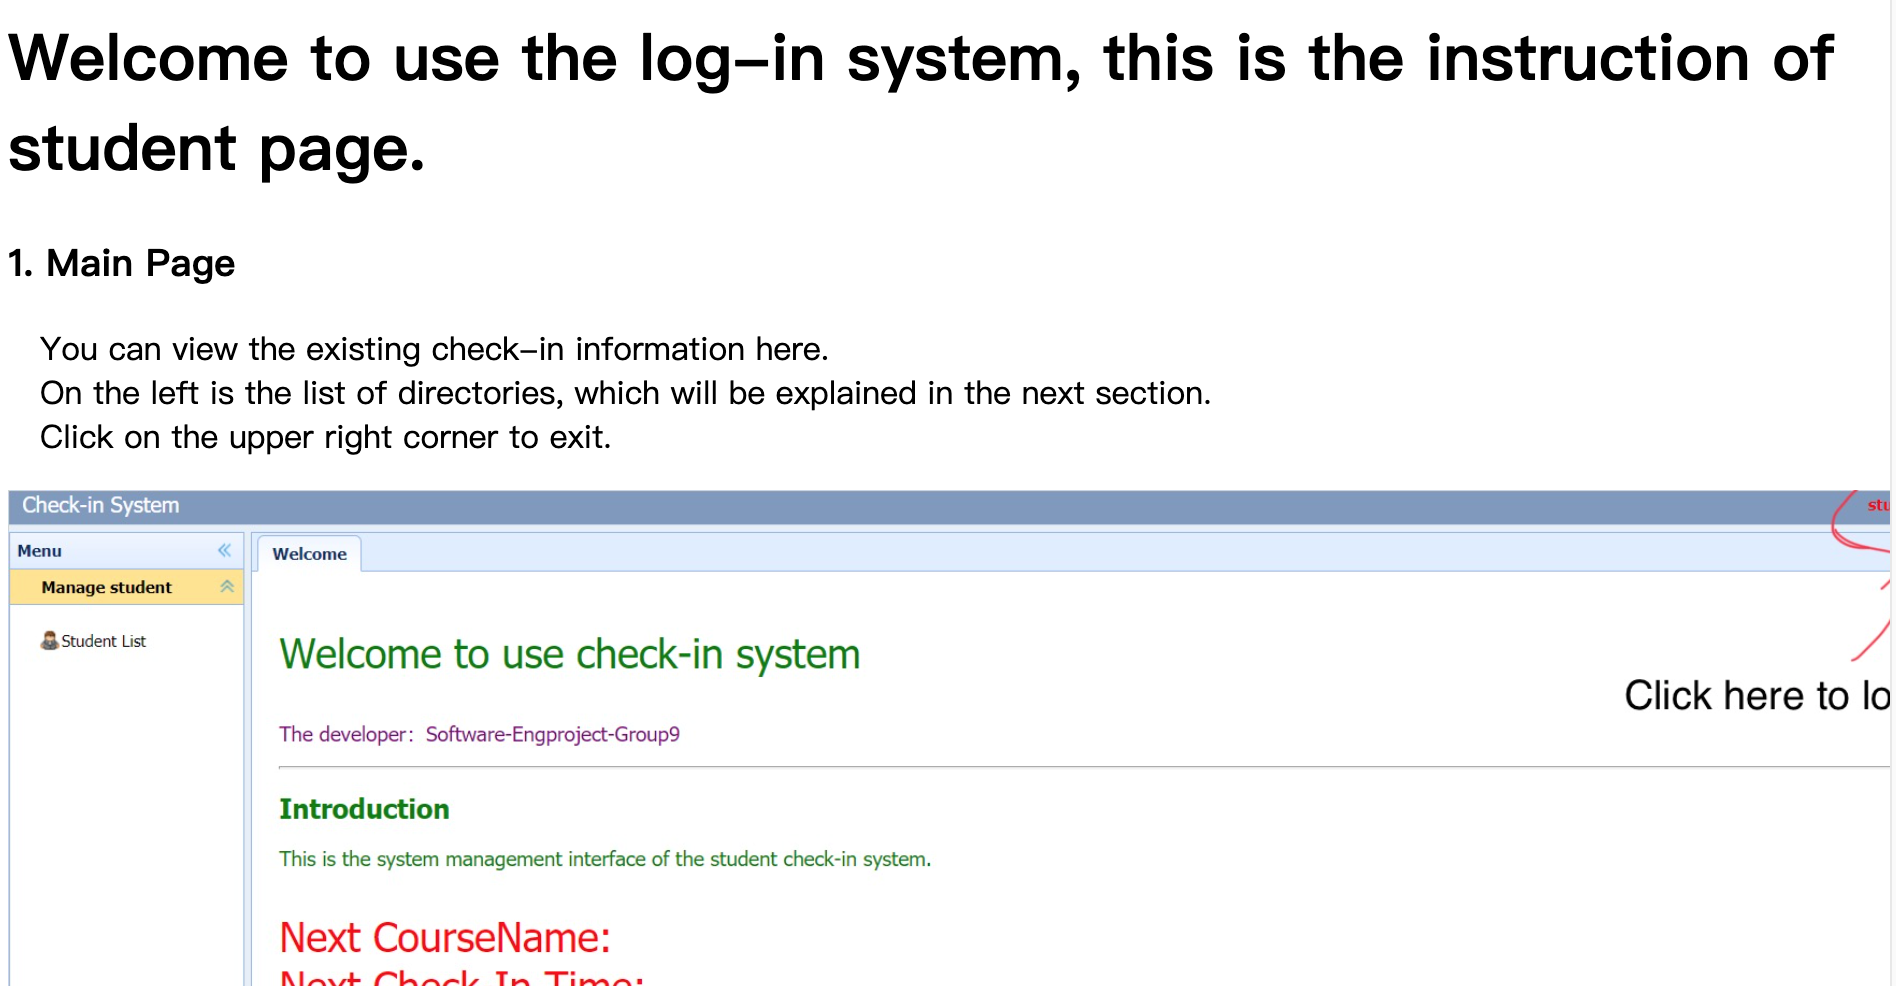 Welcome to use the log-in system, this is the instruction of
student page.
1. Main Page
You can view the existing check-in information here.
On the left is the list of directories, which will be explained in the next section.
Click on the upper right corner to exit.
Check-in System
Menu
Welcome
Manage student
Student List
Welcome to use check-in system
Click here to
The developer: Software-Engproject-Group9
Introduction
This is the system management interface of the student check-in system.
Next CourseName:
Next Check-In Time: